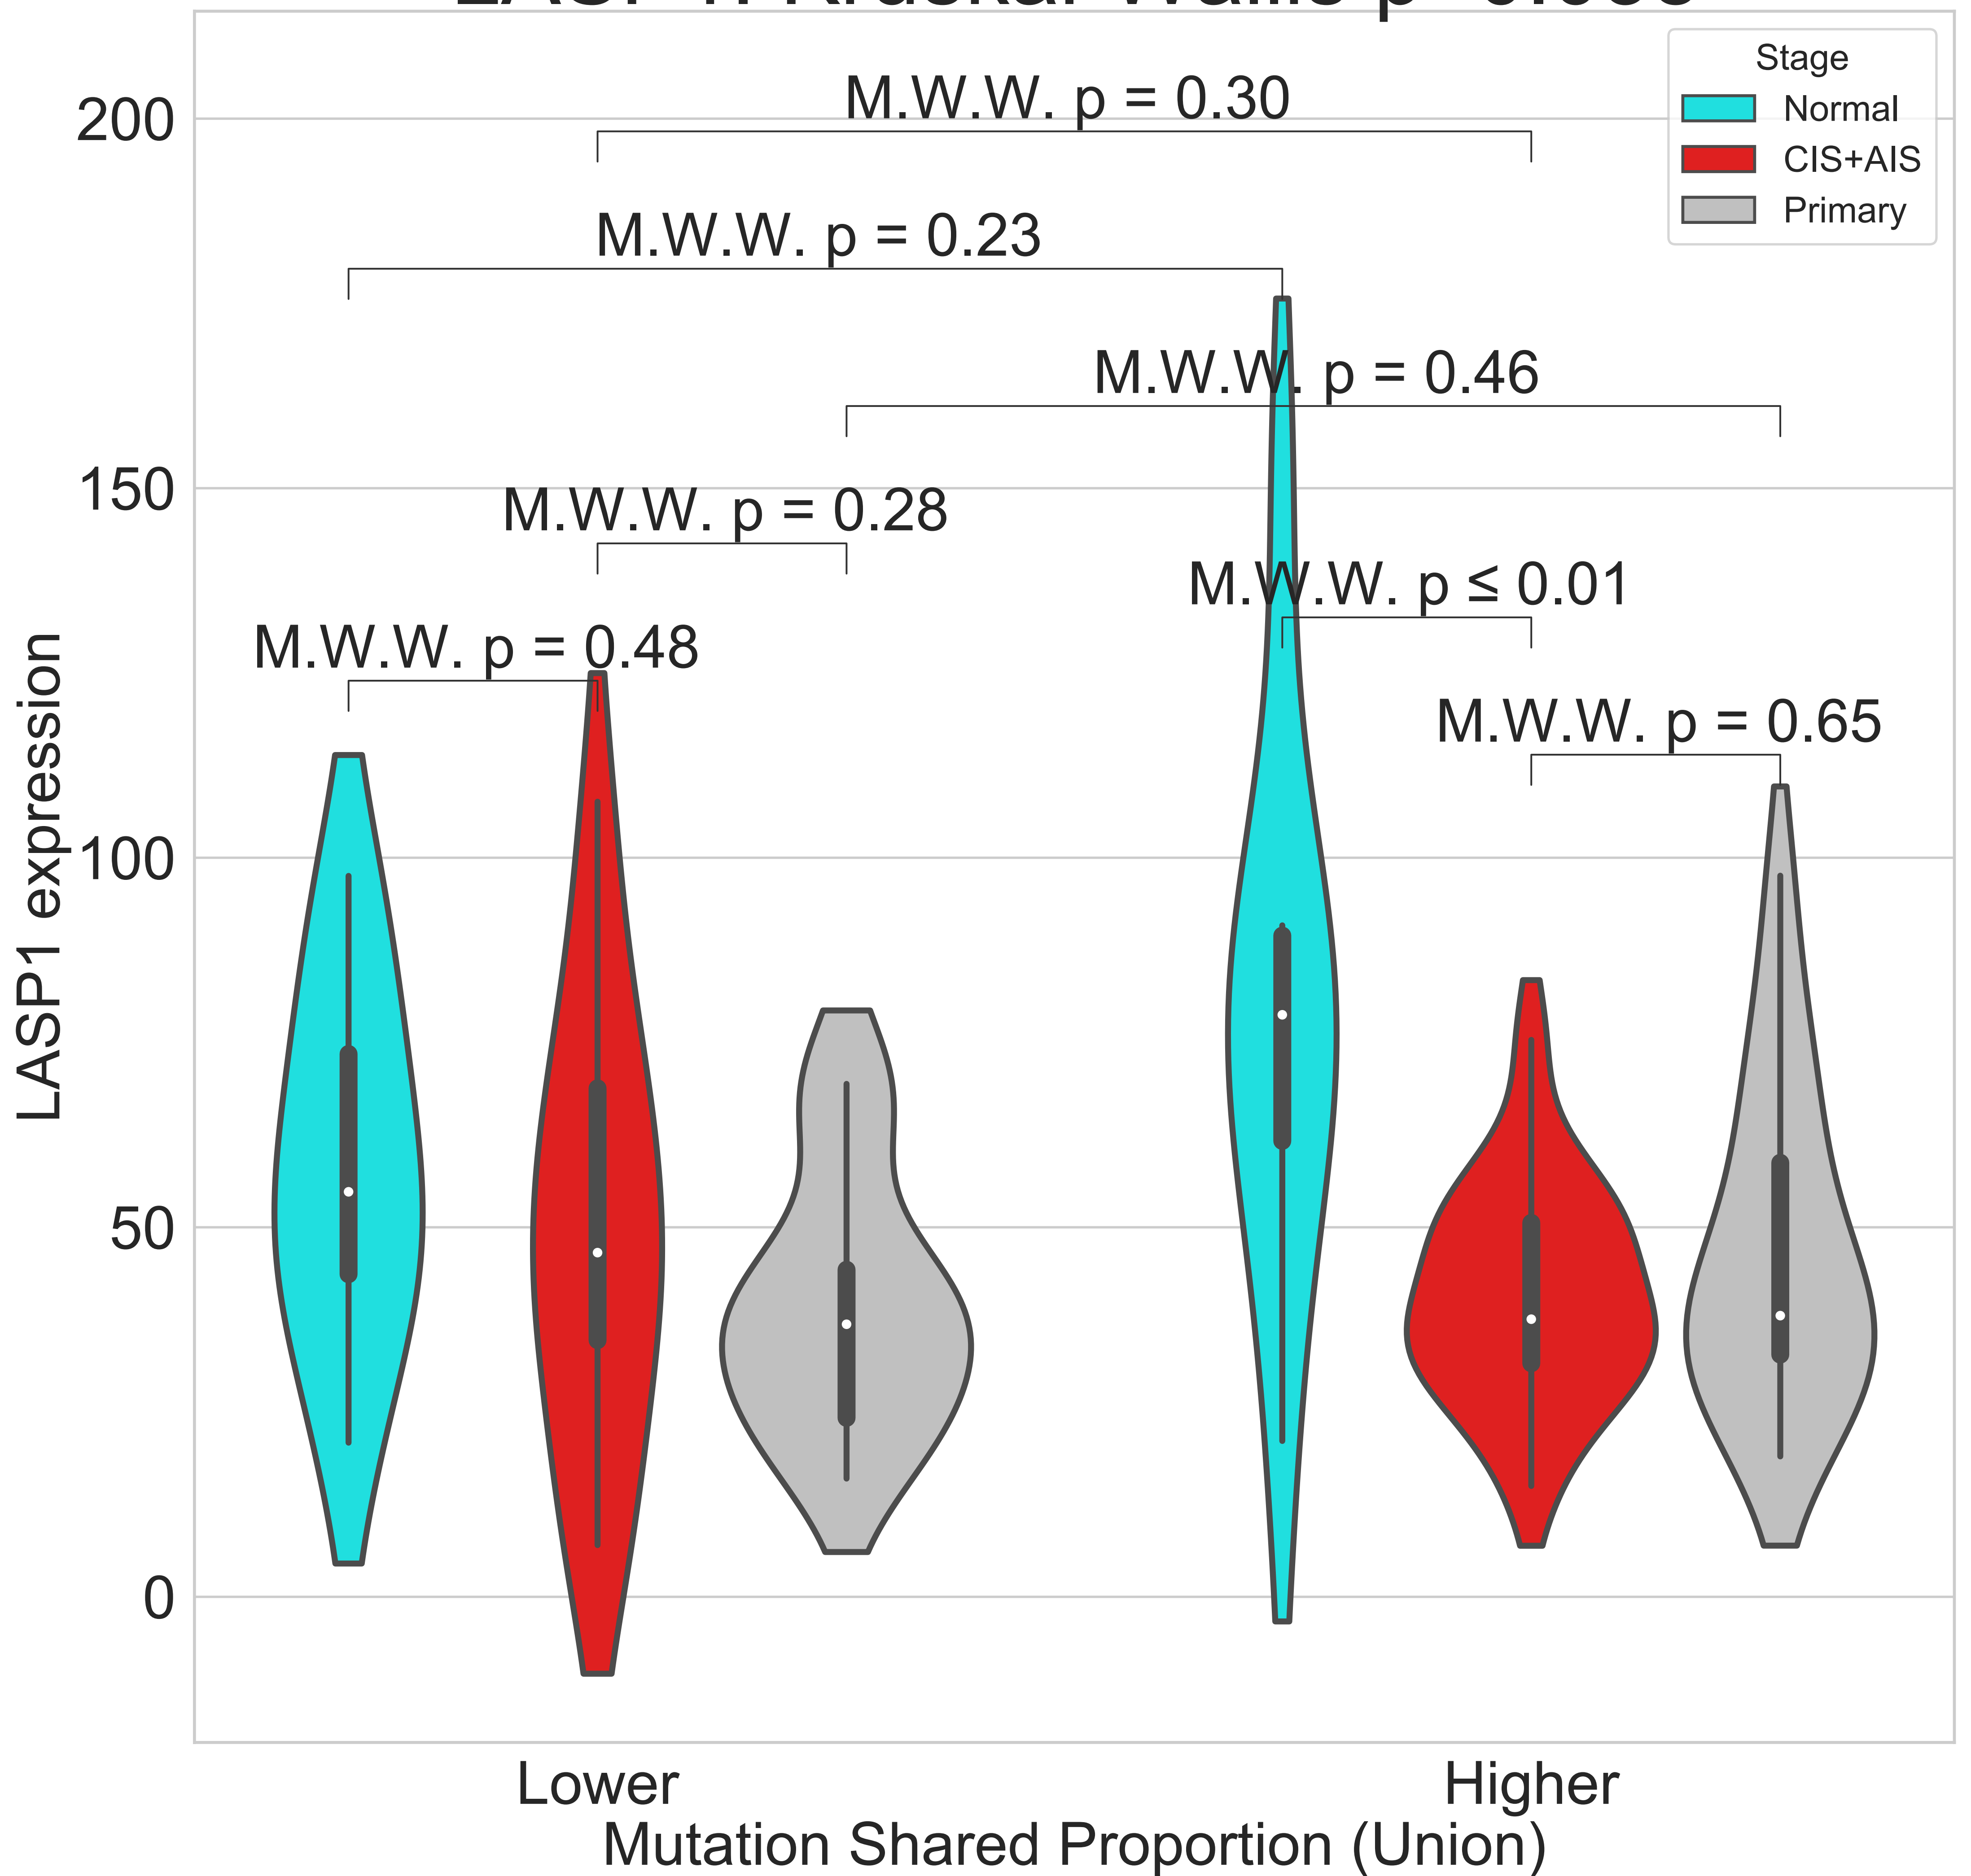 Stage
Normal
CIS+AIS
Primary
M.W.W. p = 0.30
M.W.W. p = 0.23
M.W.W. p = 0.46
M.W.W. p = 0.28
M.W.W. p ≤ 0.01
M.W.W. p = 0.48
M.W.W. p = 0.65
200
150
100
50
0
LASP1 expression
Lower
Higher
Mutation Shared Proportion (Union)